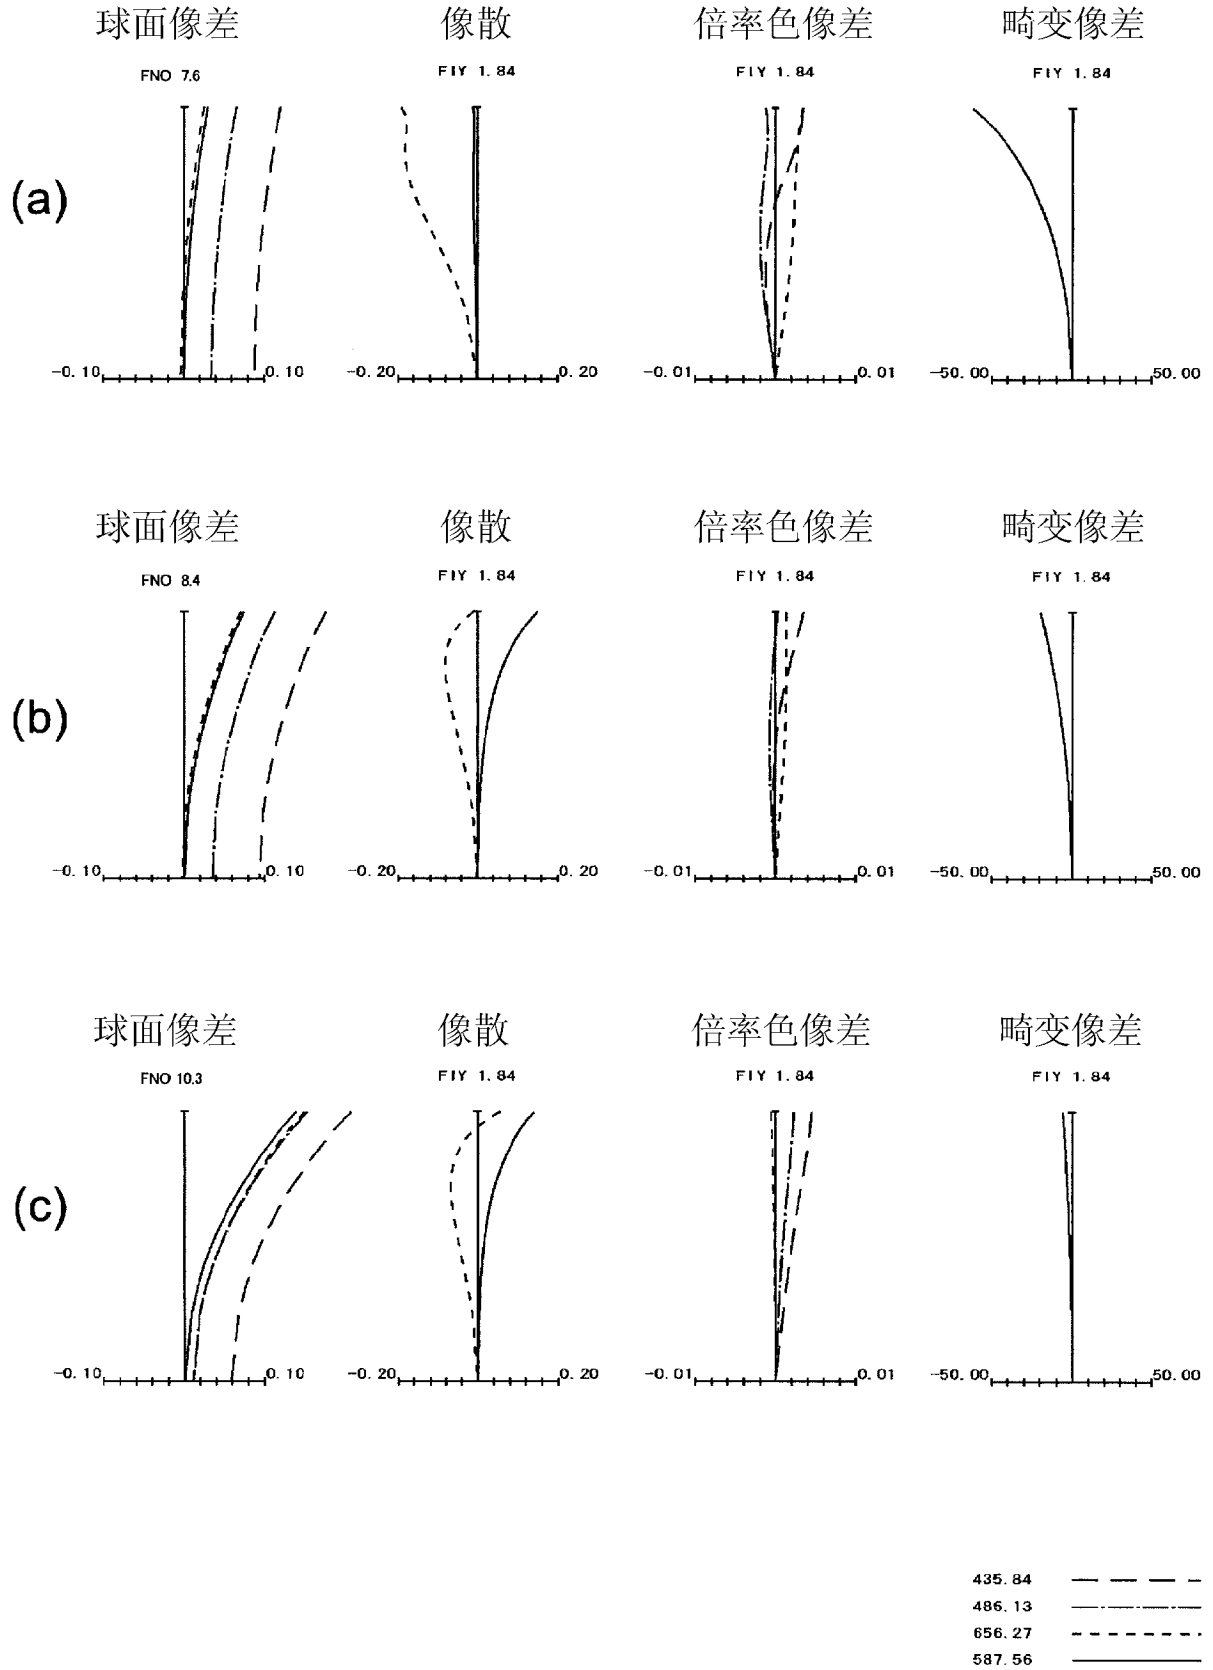 球面像差 像散 倍率色像差 畸变像差
FNO 7.6 FIY 1.84 FIY 1.84 FIY 1.84
(a)
-0.10 0.10 -0.20 0.20 -0.01 0.01 -50.00 50.00
球面像差 像散 倍率色像差 畸变像差
FNO 8.4 FIY 1.84 FIY 1.84 FIY 1.84
(b)
-0.10 0.10 -0.20 0.20 -0.01 0.01 -50.00 50.00
球面像差 像散 倍率色像差 畸变像差
FNO 10.3 FIY 1.84 FIY 1.84 FIY 1.84
(c)
-0.10 0.10 -0.20 0.20 -0.01 0.01 -50.00 50.00
435.84
486.13
656.27
587.56